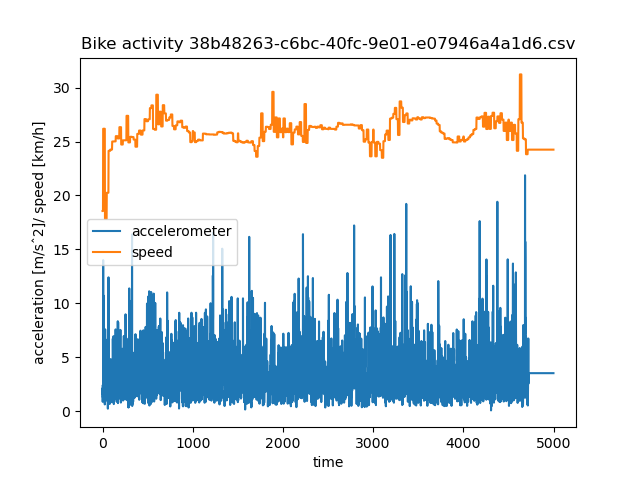 Bike activity 38b48263-c6bc-40fc-9e01-e07946a4a1d6.csv
acceleration [m/s^2]/ speed [km/h]
30
25
20
15
10
5
0
accelerometer
speed
0
1000
2000
3000
4000
5000
time